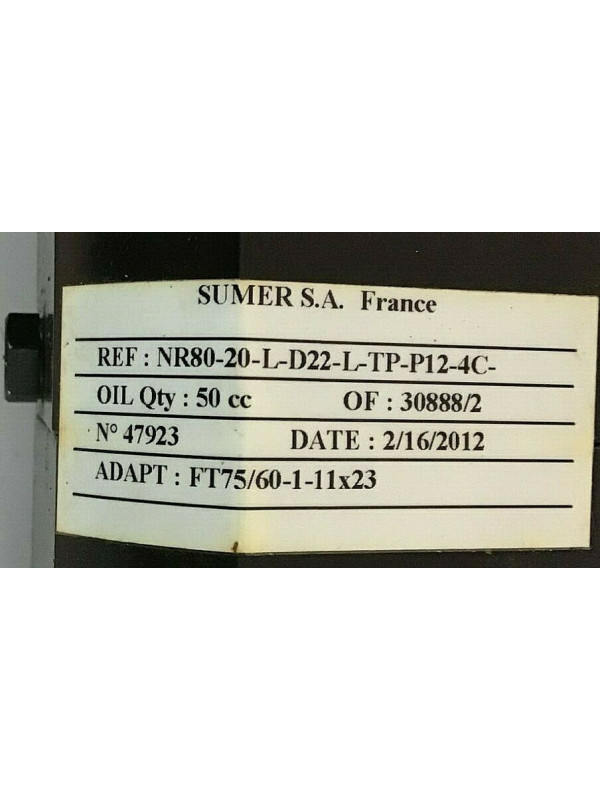 SUMER S.A. France
REF : NR80-20-L-D22-L-TP-P12-4C-
OIL Qty : 50 cc OF : 30888/2
N° 47923 DATE : 2/16/2012
ADAPT : FT75/60-1-11x23